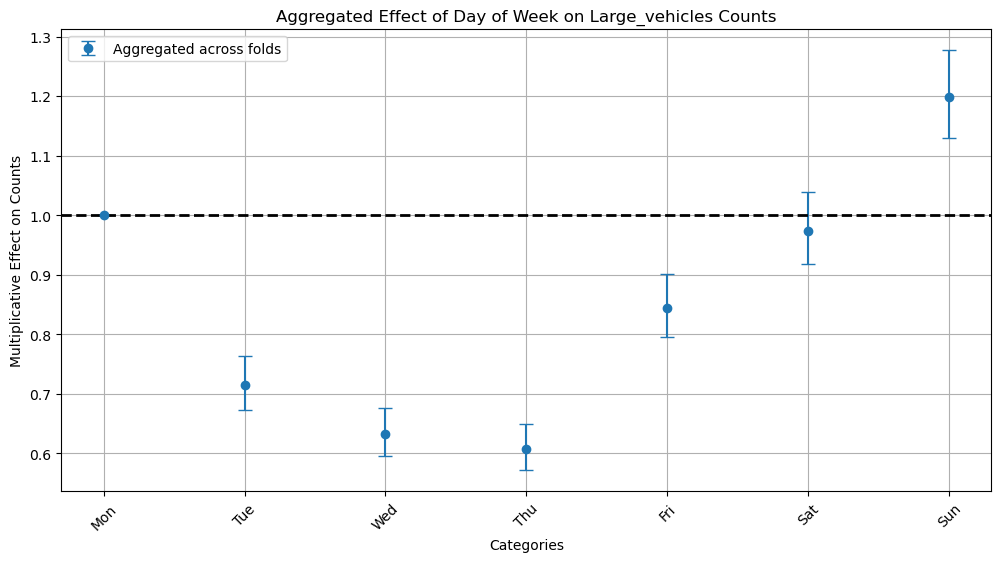 Aggregated Effect of Day of Week on Large_vehicles Counts
Aggregated across folds
Multiplicative Effect on Counts
1.3
1.2
1.1
1.0
0.9
0.8
0.7
0.6
Mon
Tue
Wed
Thu
Fri
Sat
Sun
Categories